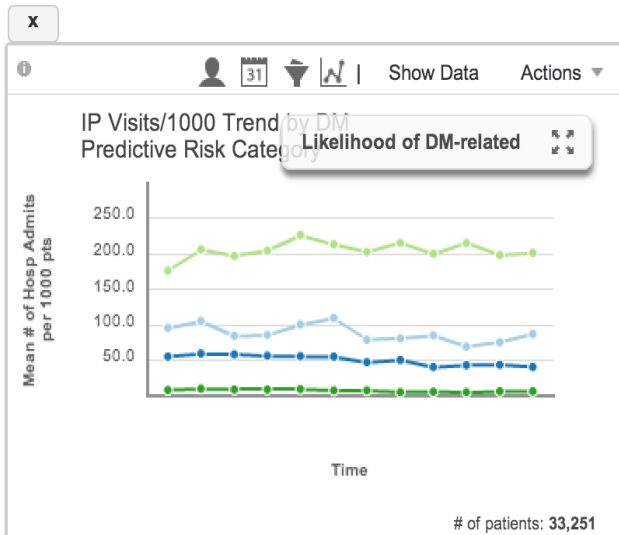 x
31
Show Data
Actions
IP Visits/1000 Trend by DM
Predictive Risk Category
Likelihood of DM-related
Mean # of Hosp Admits
per 1000 pts
250.0
200.0
150.0
100.0
50.0
Time
# of patients: 33,251